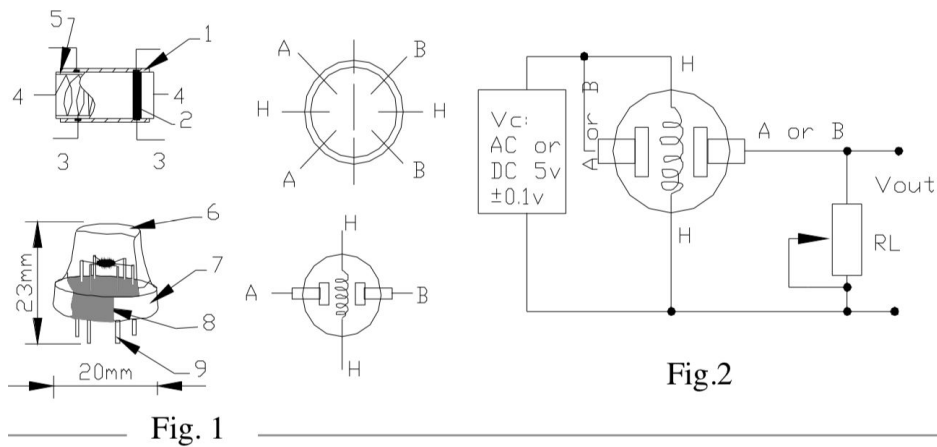 5
1
4
4
2
3
3
A
B
H
H
A
B
6
7
8
9
23mm
20mm
H
A
B
H
Fig. 1
Vc:
AC or
DC 5v
±0.1v
A or B
H
A or B
H
Vout
RL
Fig.2